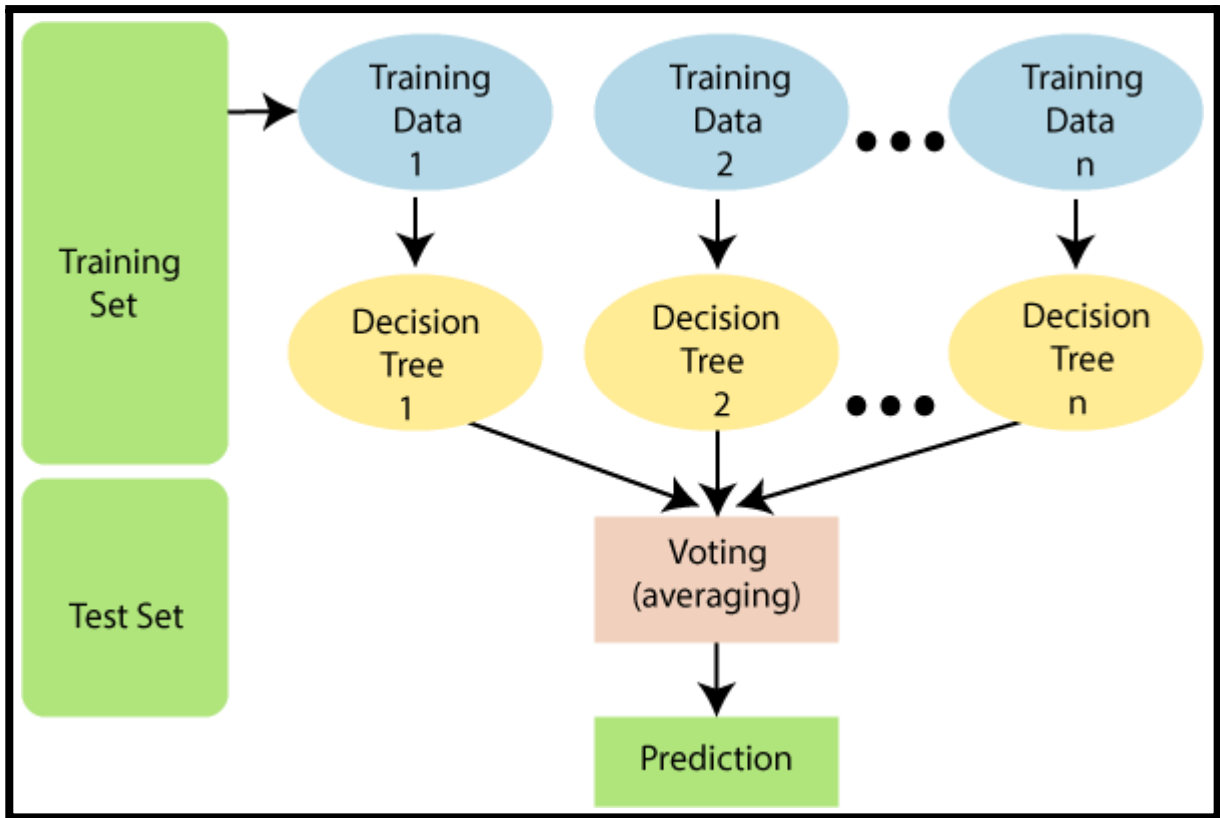 Training
Set
Test Set
Training
Data
1
Training
Data
2
Training
Data
n
Decision
Tree
1
Decision
Tree
2
Decision
Tree
n
Voting
(averaging)
Prediction